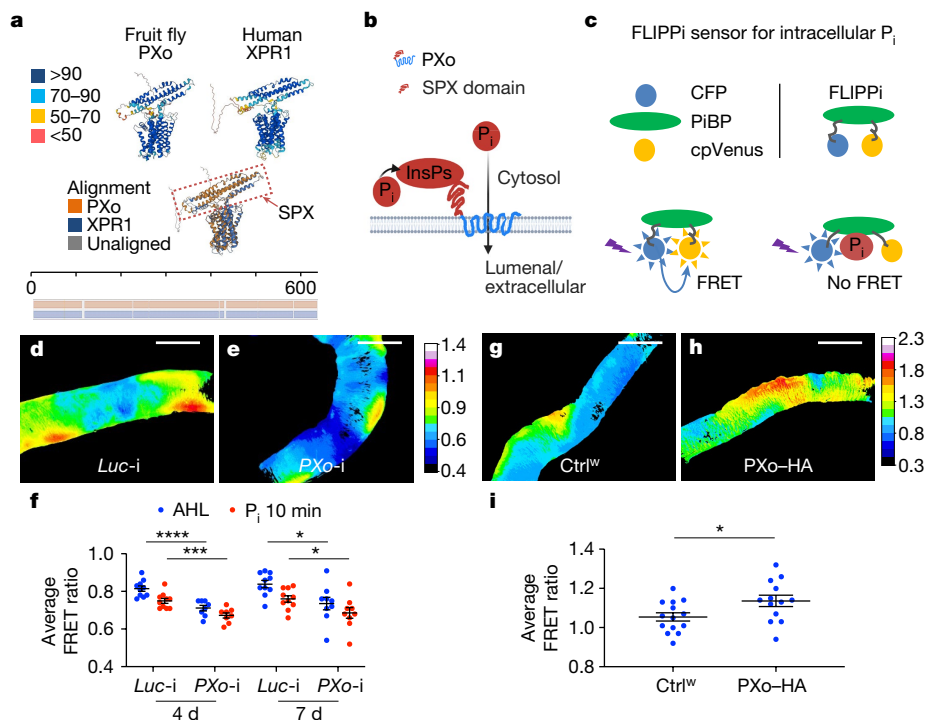 a
Fruit fly
PXo
Human
XPR1
>90
70–90
50–70
<50
Alignment
PXo
XPR1
Unaligned
SPX
0
600
b
PXo
SPX domain
Pi
InsPs
Pi
Cytosol
Lumenal/
extracellular
c
FLIPPi sensor for intracellular Pi
CFP
PiBP
cpVenus
FLIPPi
FRET
Pi
No FRET
d
Luc-i
e
PXo-i
1.4
1.1
0.9
0.6
0.4
g
Ctrlw
h
PXo–HA
2.3
1.8
1.3
0.8
0.3
f
AHL
Pi 10 min
****
***
*
*
Average
FRET ratio
1.0
0.8
0.6
0.4
Luc-i
PXo-i
Luc-i
PXo-i
4 d
7 d
i
*
Average
FRET ratio
1.4
1.2
1.0
0.8
Ctrlw
PXo–HA